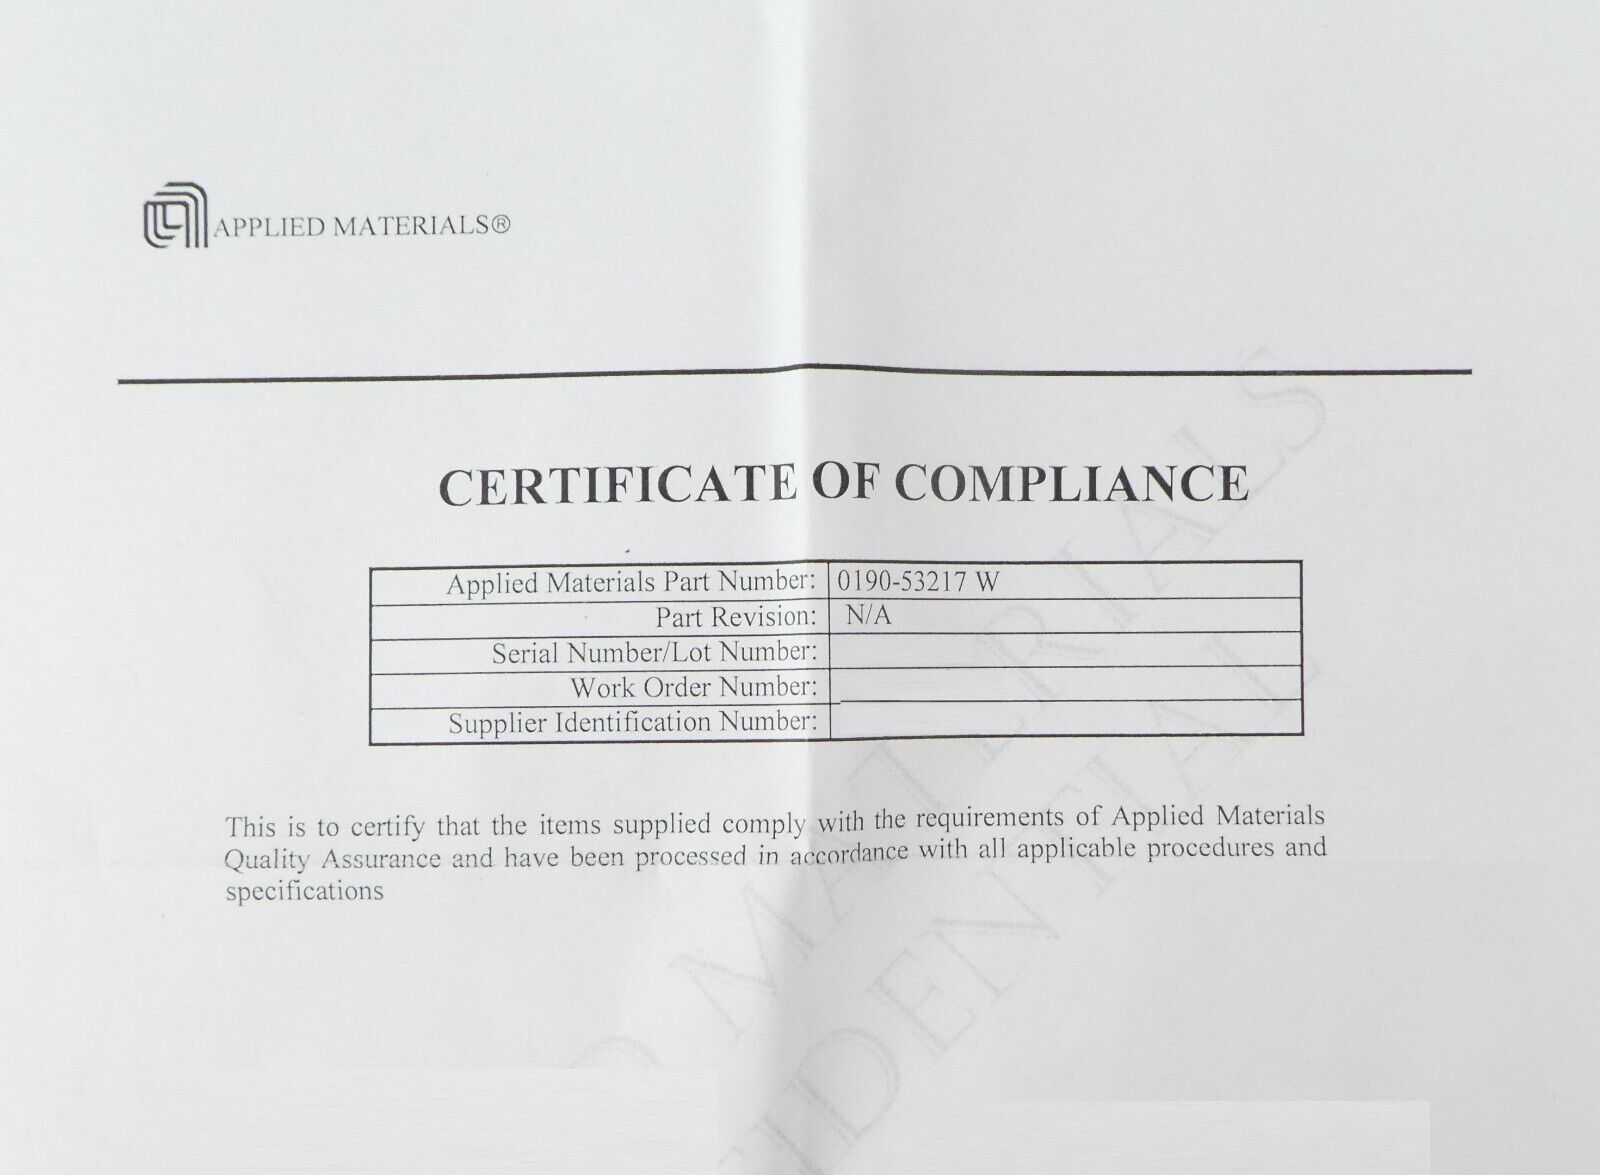 APPLIED MATERIALS®
CERTIFICATE OF COMPLIANCE
Applied Materials Part Number: 0190-53217 W
Part Revision: N/A
Serial Number/Lot Number:
Work Order Number:
Supplier Identification Number:
This is to certify that the items supplied comply with the requirements of Applied Materials
Quality Assurance and have been processed in accordance with all applicable procedures and
specifications
D MATERIALS
IDENTIAL